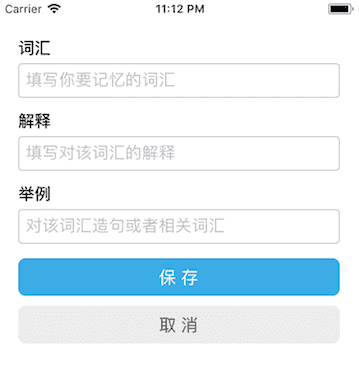 Carrier 11:12 PM
词汇
填写你要记忆的词汇
解释
填写对该词汇的解释
举例
对该词汇造句或者相关词汇
保 存
取 消